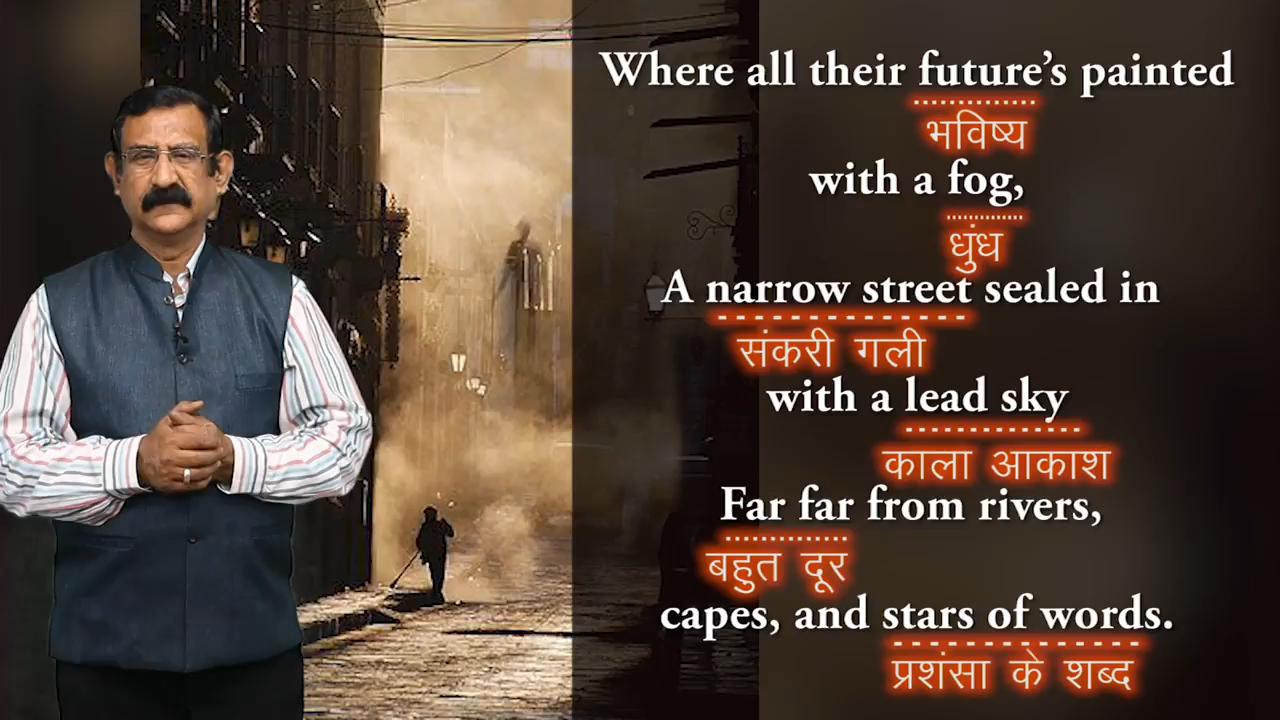 Where all their future’s painted
भविष्य
with a fog,
धुंध
A narrow street sealed in
संकरी गली
with a lead sky
काला आकाश
Far far from rivers,
बहुत दूर
capes, and stars of words.
प्रशंसा के शब्द